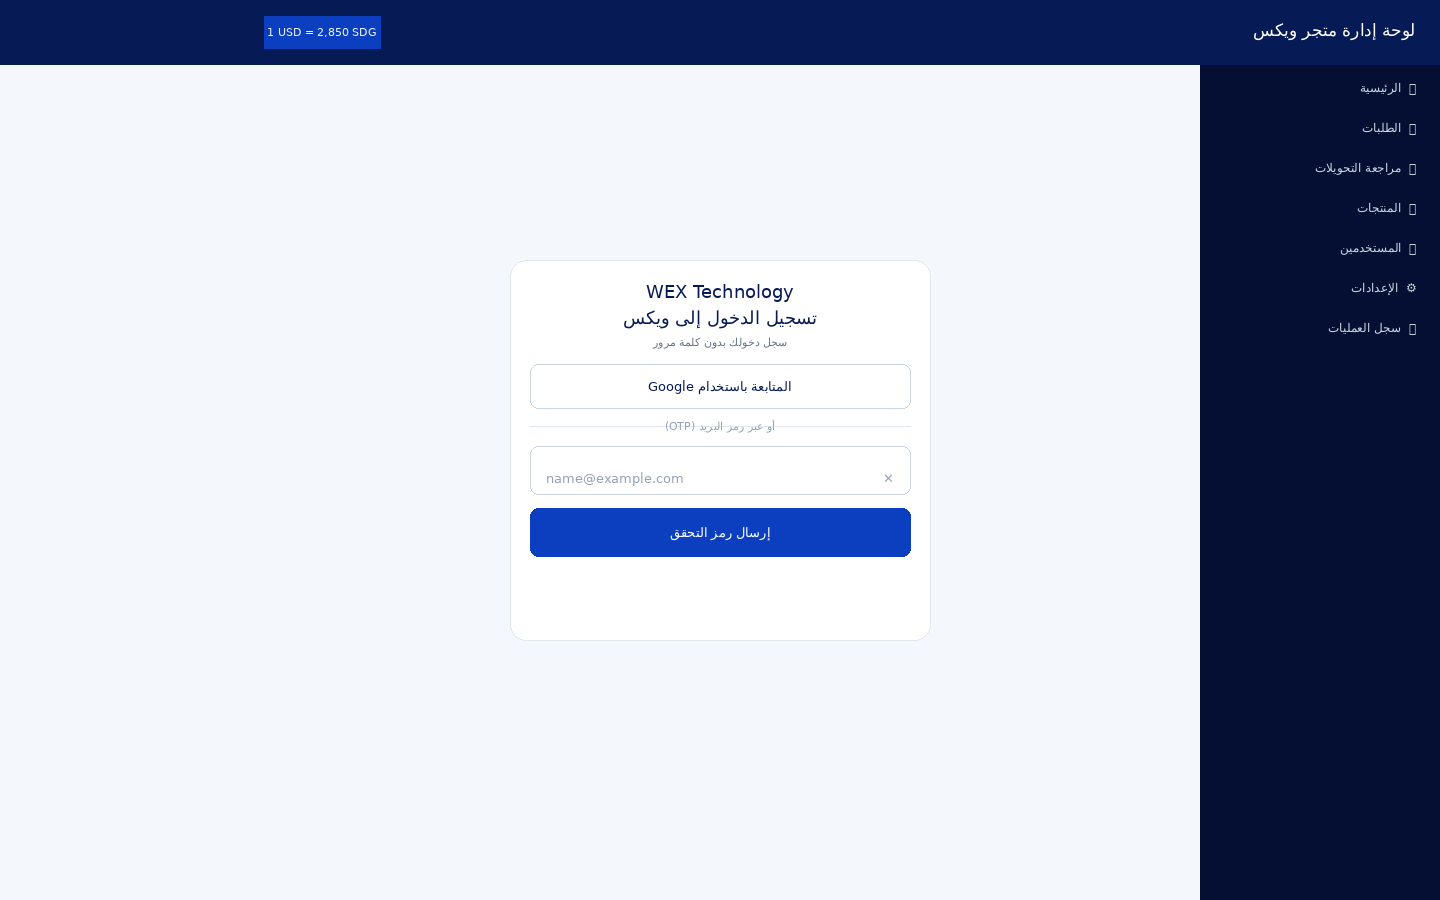 لوحة إدارة متجر ويكس
1 USD = 2,850 SDG
الرئيسية
الطلبات
مراجعة التحويلات
المنتجات
المستخدمين
الإعدادات
سجل العمليات
WEX Technology
تسجيل الدخول إلى ويكس
سجل دخولك بدون كلمة مرور
المتابعة باستخدام Google
أو عبر رمز البريد (OTP)
name@example.com
إرسال رمز التحقق